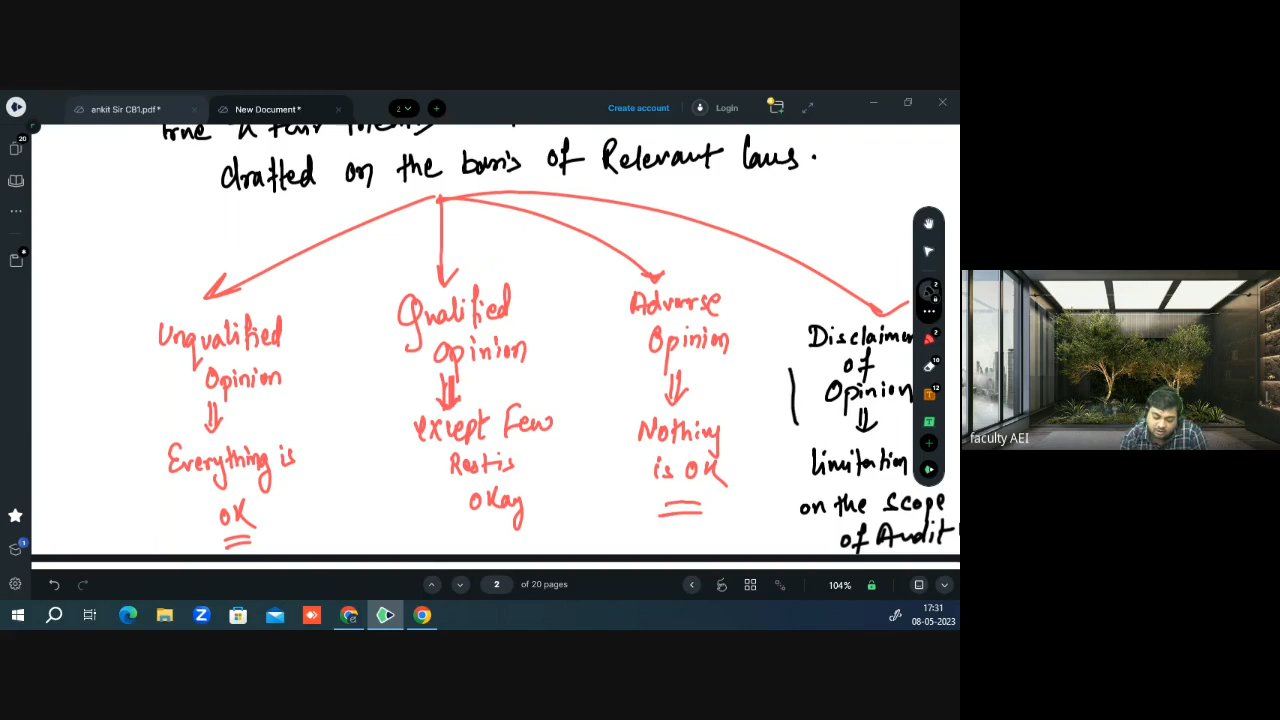 ankit Sir CB1.pdf*
New Document*
2
Create account
Login
drafted on the basis of Relevant laws.
Unqualified
Opinion
Everything is
OK
Qualified
Opinion
except Few
Rest is
okay
Adverse
Opinion
Nothing
is OK
Disclaimer
of
Opinion
Limitation
on the scope
of Audit
faculty AEI
2
of 20 pages
104%
17:31
08-05-2023